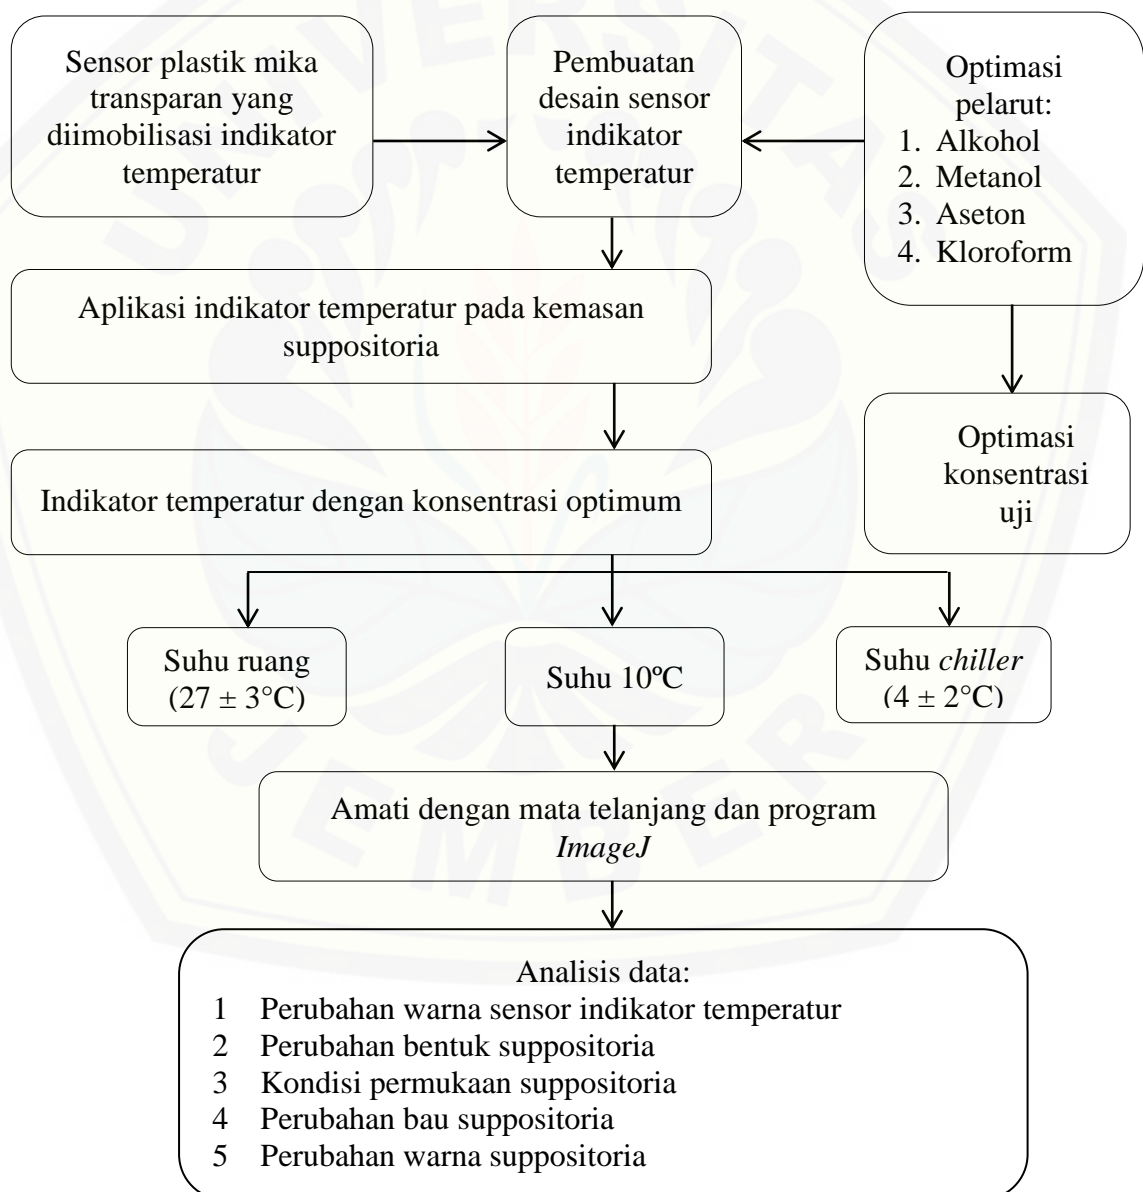 Sensor plastik mika
transparan yang
diimobilisasi indikator
temperatur
Pembuatan
desain sensor
indikator
temperatur
Optimasi
pelarut:
1. Alkohol
2. Metanol
3. Aseton
4. Kloroform
Aplikasi indikator temperatur pada kemasan
suppositoria
Optimasi
konsentrasi
uji
Indikator temperatur dengan konsentrasi optimum
Suhu ruang
(27 ± 3°C)
Suhu 10ºC
Suhu chiller
(4 ± 2°C)
Amati dengan mata telanjang dan program
ImageJ
Analisis data:
1 Perubahan warna sensor indikator temperatur
2 Perubahan bentuk suppositoria
3 Kondisi permukaan suppositoria
4 Perubahan bau suppositoria
5 Perubahan warna suppositoria
UNIVERSITAS
JEMBER